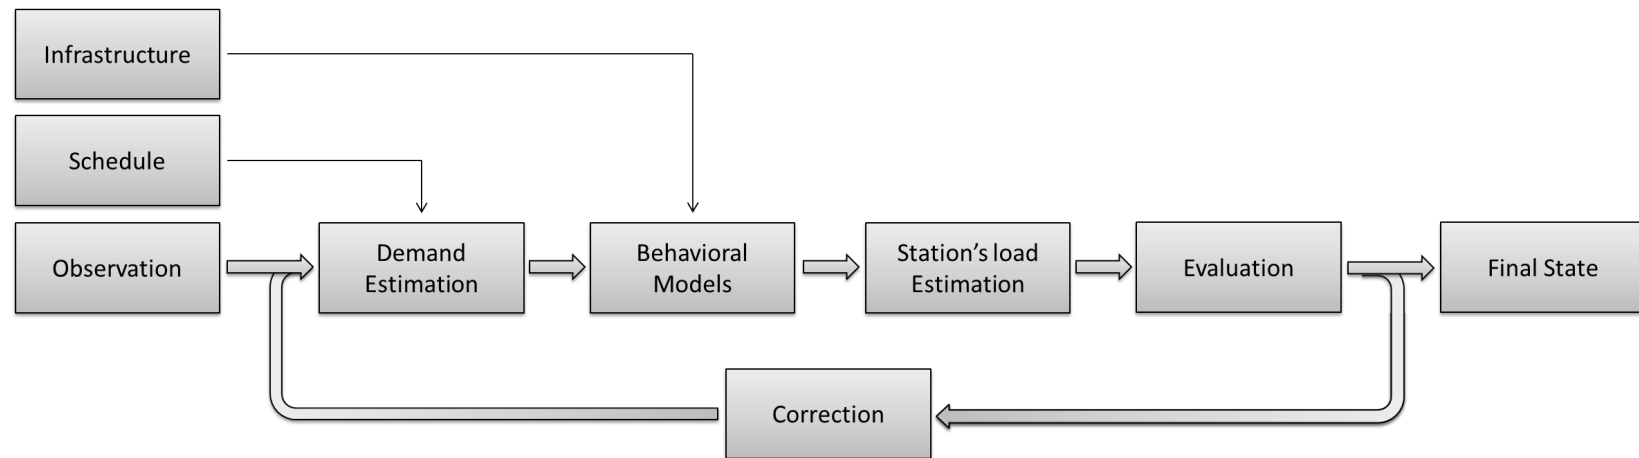 Infrastructure
Schedule
Observation
Demand
Estimation
Behavioral
Models
Station’s load
Estimation
Evaluation
Final State
Correction